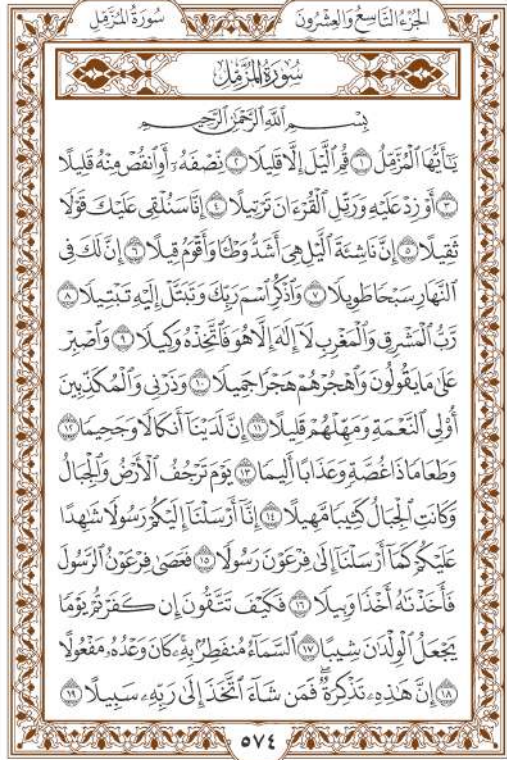 الجُزْءُ التَّاسِعُ وَالعِشْرُونَ سُورَةُ المُزَّمِّل
سُورَةُ المُزَّمِّلِ
بِسْمِ ٱللَّهِ ٱلرَّحْمَٰنِ ٱلرَّحِيمِ
يَٰٓأَيُّهَا ٱلْمُزَّمِّلُ ١ قُمِ ٱلَّيْلَ إِلَّا قَلِيلًا ٢ نِّصْفَهُۥٓ أَوِ ٱنقُصْ مِنْهُ قَلِيلًا
٣ أَوْ زِدْ عَلَيْهِ وَرَتِّلِ ٱلْقُرْءَانَ تَرْتِيلًا ٤ إِنَّا سَنُلْقِى عَلَيْكَ قَوْلًا
ثَقِيلًا ٥ إِنَّ نَاشِئَةَ ٱلَّيْلِ هِىَ أَشَدُّ وَطْـًٔا وَأَقْوَمُ قِيلًا ٦ إِنَّ لَكَ فِى
ٱلنَّهَارِ سَبْحًا طَوِيلًا ٧ وَٱذْكُرِ ٱسْمَ رَبِّكَ وَتَبَتَّلْ إِلَيْهِ تَبْتِيلًا ٨
رَّبُّ ٱلْمَشْرِقِ وَٱلْمَغْرِبِ لَآ إِلَٰهَ إِلَّا هُوَ فَٱتَّخِذْهُ وَكِيلًا ٩ وَٱصْبِرْ
عَلَىٰ مَا يَقُولُونَ وَٱهْجُرْهُمْ هَجْرًا جَمِيلًا ١٠ وَذَرْنِى وَٱلْمُكَذِّبِينَ
أُو۟لِى ٱلنَّعْمَةِ وَمَهِّلْهُمْ قَلِيلًا ١١ إِنَّ لَدَيْنَآ أَنكَالًا وَجَحِيمًا ١٢
وَطَعَامًا ذَا غُصَّةٍ وَعَذَابًا أَلِيمًا ١٣ يَوْمَ تَرْجُفُ ٱلْأَرْضُ وَٱلْجِبَالُ
وَكَانَتِ ٱلْجِبَالُ كَثِيبًا مَّهِيلًا ١٤ إِنَّآ أَرْسَلْنَآ إِلَيْكُمْ رَسُولًا شَٰهِدًا
عَلَيْكُمْ كَمَآ أَرْسَلْنَآ إِلَىٰ فِرْعَوْنَ رَسُولًا ١٥ فَعَصَىٰ فِرْعَوْنُ ٱلرَّسُولَ
فَأَخَذْنَٰهُ أَخْذًا وَبِيلًا ١٦ فَكَيْفَ تَتَّقُونَ إِن كَفَرْتُمْ يَوْمًا
يَجْعَلُ ٱلْوِلْدَٰنَ شِيبًا ١٧ ٱلسَّمَآءُ مُنفَطِرٌۢ بِهِۦ ۚ كَانَ وَعْدُهُۥ مَفْعُولًا
١٨ إِنَّ هَٰذِهِۦ تَذْكِرَةٌ ۖ فَمَن شَآءَ ٱتَّخَذَ إِلَىٰ رَبِّهِۦ سَبِيلًا ١٩
٥٧٤